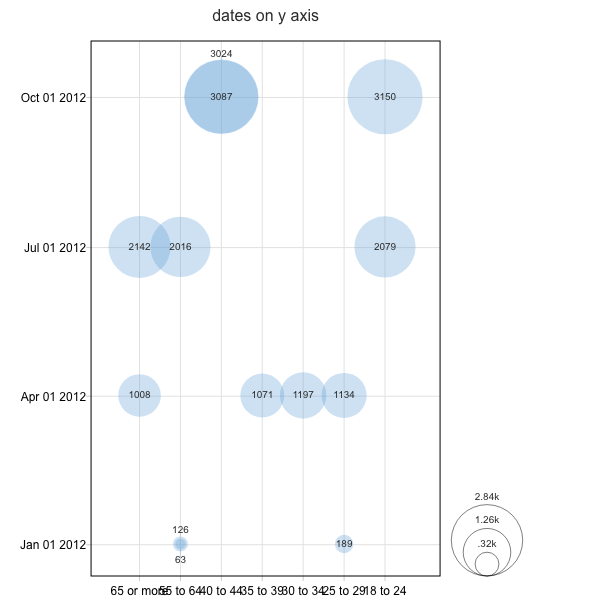 dates on y axis
3024
Oct 01 2012
3087
3150
Jul 01 2012
2142
2016
2079
Apr 01 2012
1008
1071
1197
1134
2.84k
1.26k
.32k
126
Jan 01 2012
189
63
65 or more
55 to 64
40 to 44
35 to 39
30 to 34
25 to 29
18 to 24